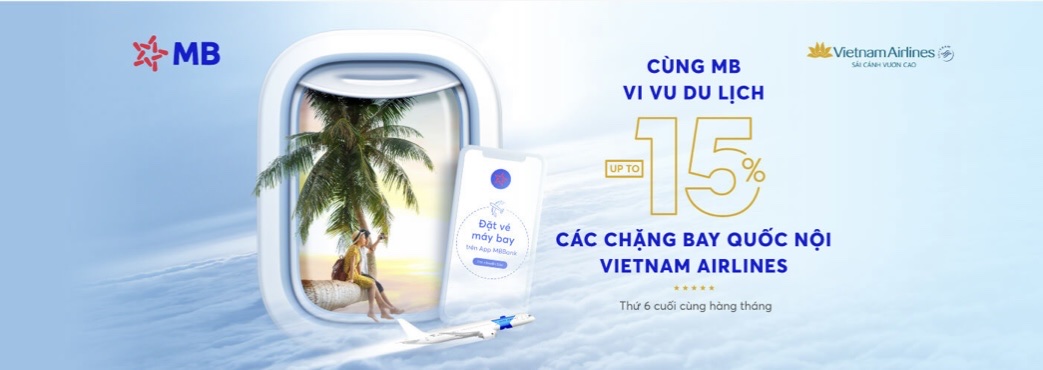 MB
Vietnam Airlines
SẢI CÁNH VƯƠN CAO
CÙNG MB
VI VU DU LỊCH
UP TO
-15%
CÁC CHẶNG BAY QUỐC NỘI
VIETNAM AIRLINES
Thứ 6 cuối cùng hàng tháng
Đặt vé
máy bay
trên App MBBank